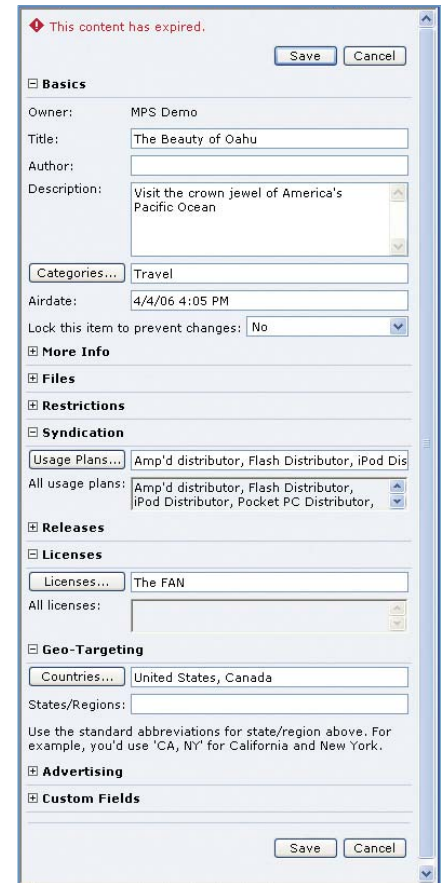 This content has expired.
Save Cancel
Basics
Owner: MPS Demo
Title: The Beauty of Oahu
Author:
Description: Visit the crown jewel of America's
Pacific Ocean
Categories... Travel
Airdate: 4/4/06 4:05 PM
Lock this item to prevent changes: No
More Info
Files
Restrictions
Syndication
Usage Plans... Amp'd distributor, Flash Distributor, iPod Dis
All usage plans: Amp'd distributor, Flash Distributor,
iPod Distributor, Pocket PC Distributor,
Releases
Licenses
Licenses... The FAN
All licenses:
Geo-Targeting
Countries... United States, Canada
States/Regions:
Use the standard abbreviations for state/region above. For
example, you'd use 'CA, NY' for California and New York.
Advertising
Custom Fields
Save Cancel